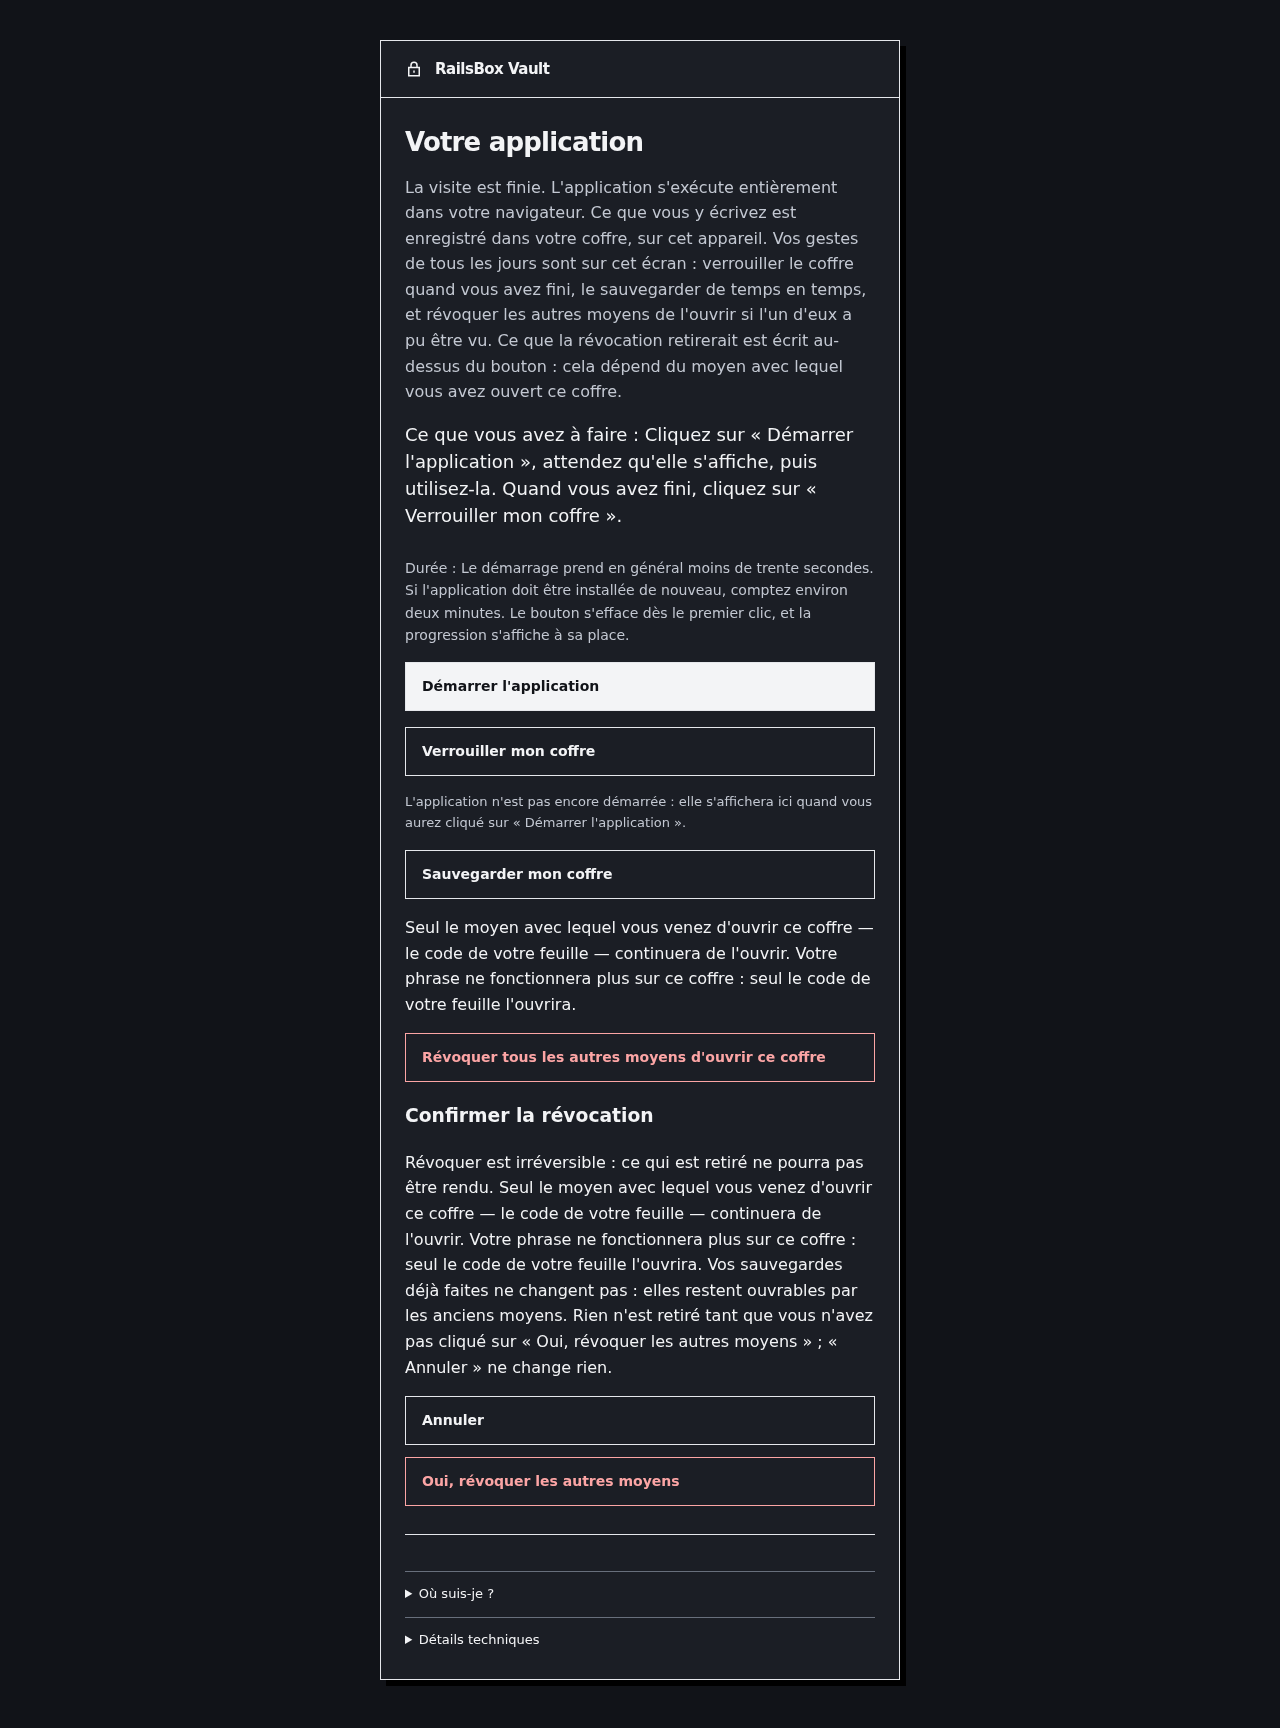 RailsBox Vault
Votre application
La visite est finie. L'application s'exécute entièrement
dans votre navigateur. Ce que vous y écrivez est
enregistré dans votre coffre, sur cet appareil. Vos gestes
de tous les jours sont sur cet écran : verrouiller le coffre
quand vous avez fini, le sauvegarder de temps en temps,
et révoquer les autres moyens de l'ouvrir si l'un d'eux a
pu être vu. Ce que la révocation retirerait est écrit au-
dessus du bouton : cela dépend du moyen avec lequel
vous avez ouvert ce coffre.
Ce que vous avez à faire : Cliquez sur « Démarrer
l'application », attendez qu'elle s'affiche, puis
utilisez-la. Quand vous avez fini, cliquez sur «
Verrouiller mon coffre ».
Durée : Le démarrage prend en général moins de trente secondes.
Si l'application doit être installée de nouveau, comptez environ
deux minutes. Le bouton s'efface dès le premier clic, et la
progression s'affiche à sa place.
Démarrer l'application
Verrouiller mon coffre
L'application n'est pas encore démarrée : elle s'affichera ici quand vous
aurez cliqué sur « Démarrer l'application ».
Sauvegarder mon coffre
Seul le moyen avec lequel vous venez d'ouvrir ce coffre —
le code de votre feuille — continuera de l'ouvrir. Votre
phrase ne fonctionnera plus sur ce coffre : seul le code de
votre feuille l'ouvrira.
Révoquer tous les autres moyens d'ouvrir ce coffre
Confirmer la révocation
Révoquer est irréversible : ce qui est retiré ne pourra pas
être rendu. Seul le moyen avec lequel vous venez d'ouvrir
ce coffre — le code de votre feuille — continuera de
l'ouvrir. Votre phrase ne fonctionnera plus sur ce coffre :
seul le code de votre feuille l'ouvrira. Vos sauvegardes
déjà faites ne changent pas : elles restent ouvrables par
les anciens moyens. Rien n'est retiré tant que vous n'avez
pas cliqué sur « Oui, révoquer les autres moyens » ; «
Annuler » ne change rien.
Annuler
Oui, révoquer les autres moyens
Où suis-je ?
Détails techniques